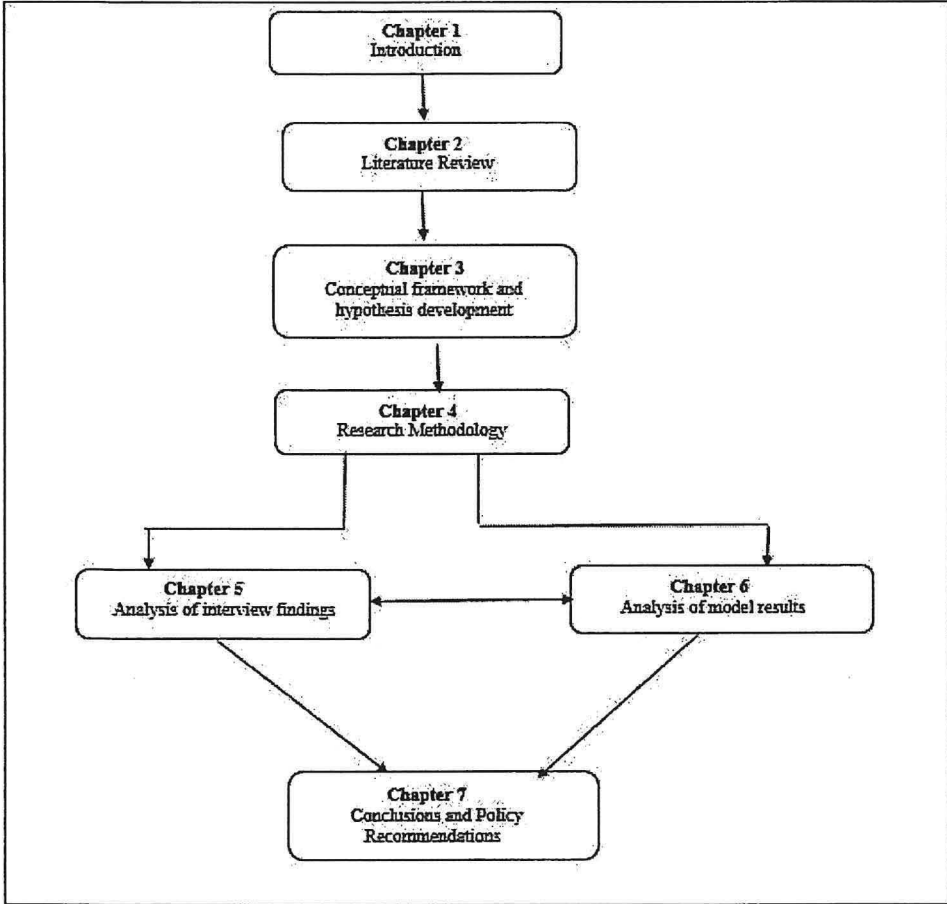 Chapter 1
Introduction
Chapter 2
Literature Review
Chapter 3
Conceptual framework and
hypothesis development
Chapter 4
Research Methodology
Chapter 5
Analysis of interview findings
Chapter 6
Analysis of model results
Chapter 7
Conclusions and Policy
Recommendations